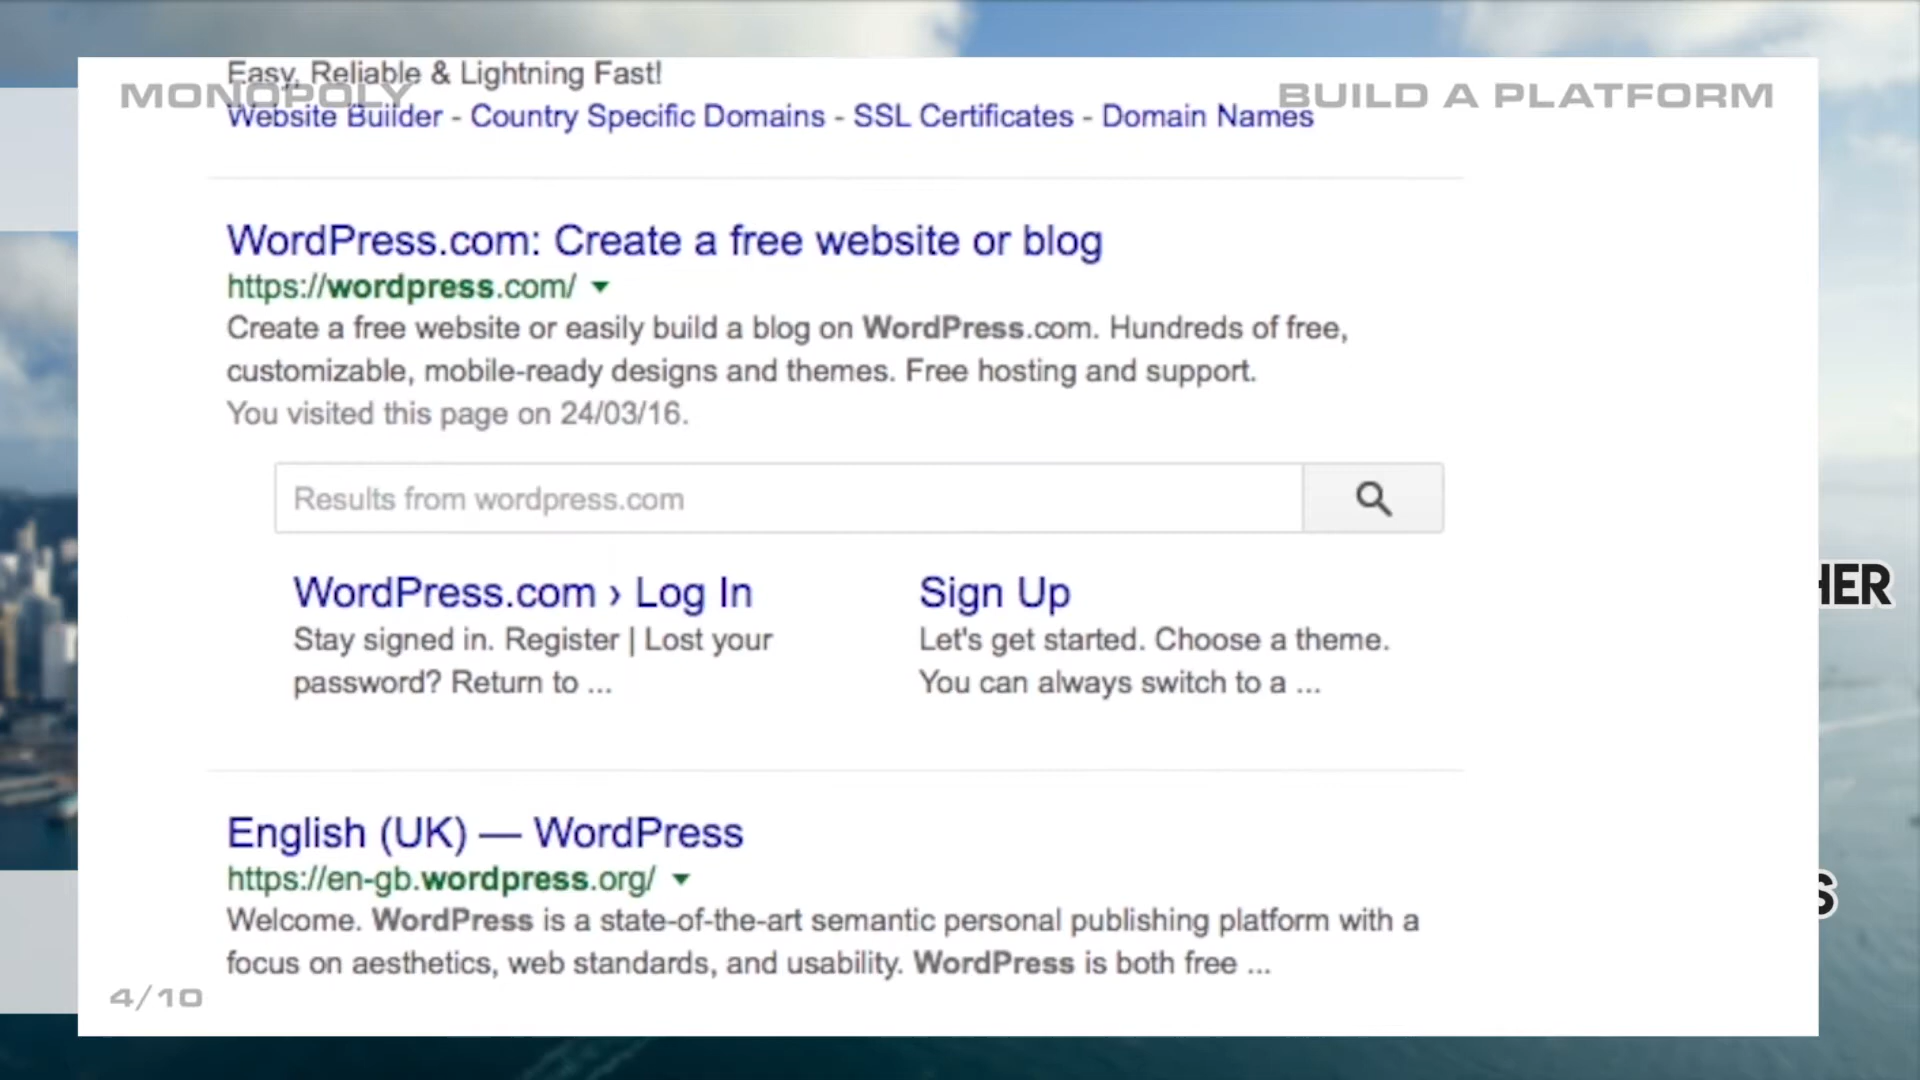 Easy, Reliable & Lightning Fast!
MONOPOLY
BUILD A PLATFORM
Website Builder - Country Specific Domains - SSL Certificates - Domain Names
WordPress.com: Create a free website or blog
https://wordpress.com/
Create a free website or easily build a blog on WordPress.com. Hundreds of free,
customizable, mobile-ready designs and themes. Free hosting and support.
You visited this page on 24/03/16.
Results from wordpress.com
WordPress.com › Log In
Stay signed in. Register | Lost your
password? Return to ...
Sign Up
Let's get started. Choose a theme.
You can always switch to a ...
English (UK) — WordPress
https://en-gb.wordpress.org/
Welcome. WordPress is a state-of-the-art semantic personal publishing platform with a
focus on aesthetics, web standards, and usability. WordPress is both free ...
4/10